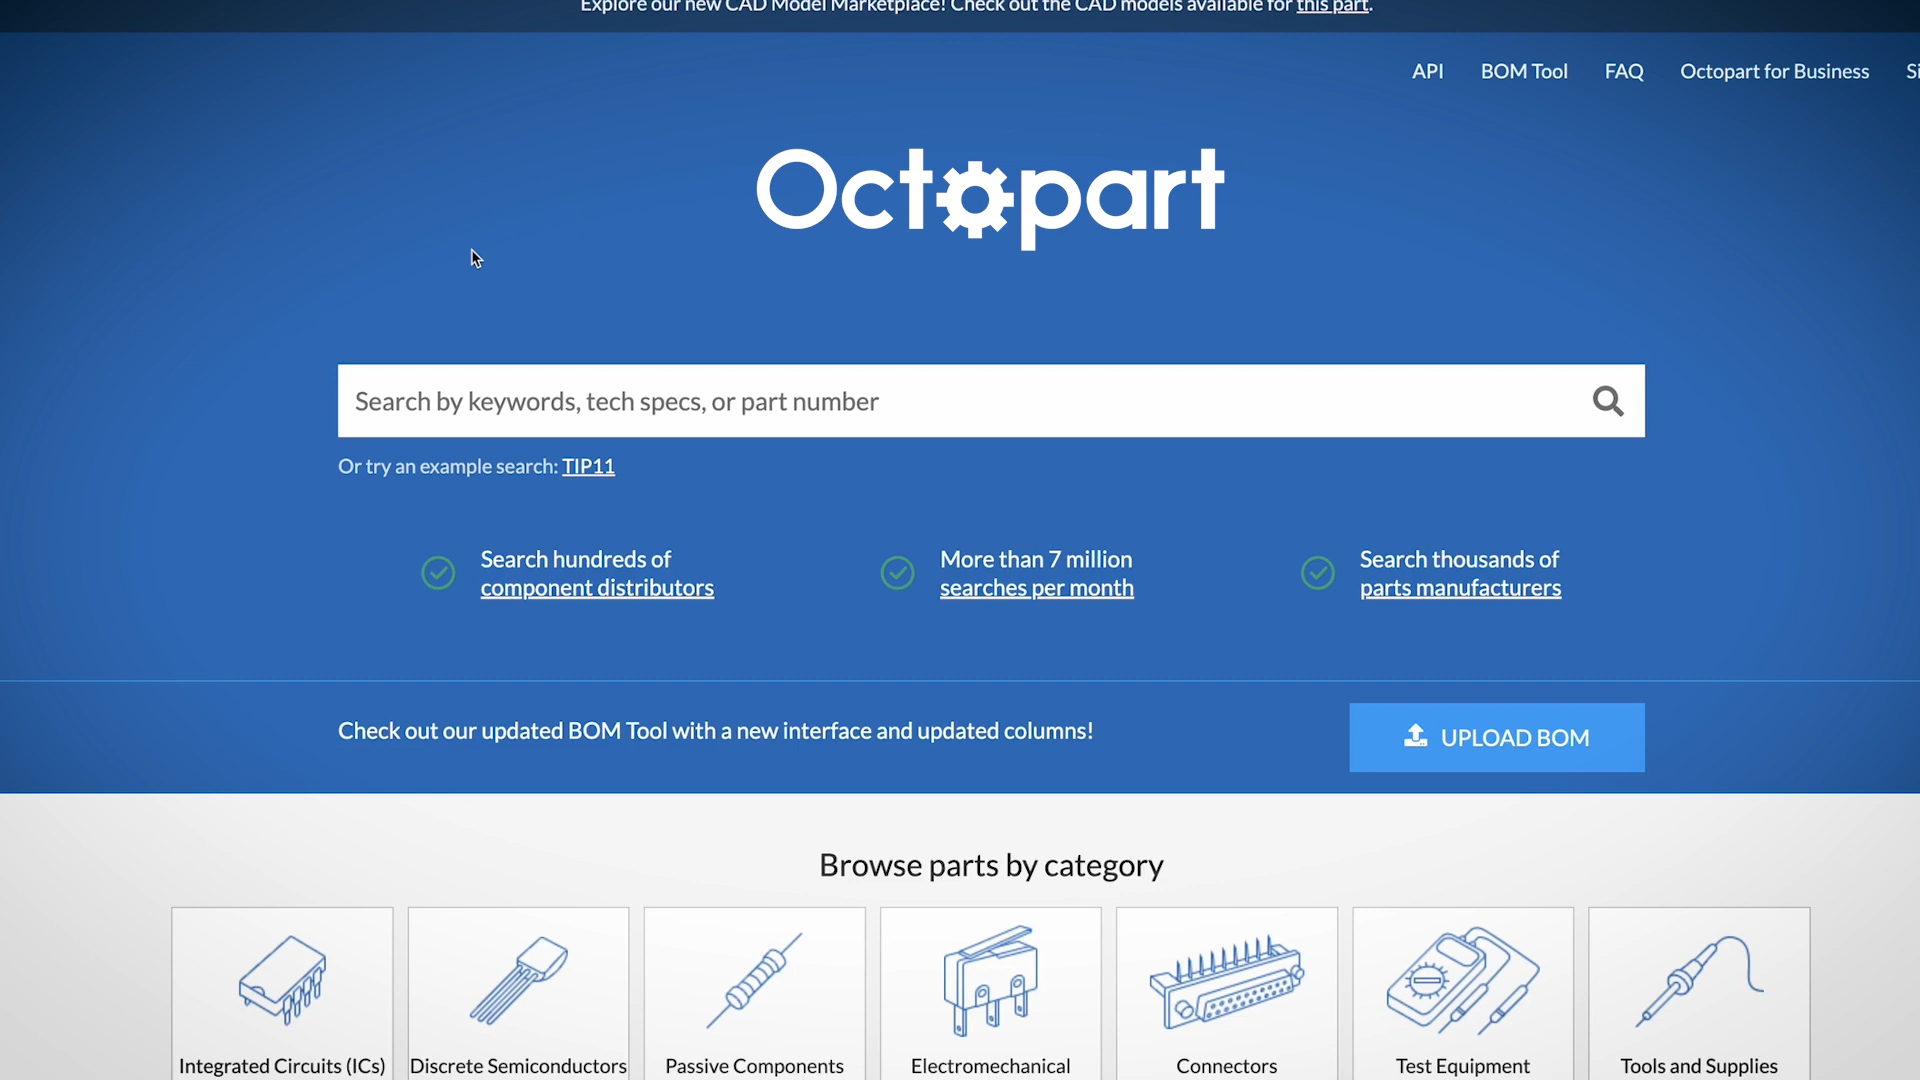 Explore our new CAD Model Marketplace! Check out the CAD models available for this part.
API BOM Tool FAQ Octopart for Business
Octopart
Search by keywords, tech specs, or part number
Or try an example search: TIP11
Search hundreds of
component distributors
More than 7 million
searches per month
Search thousands of
parts manufacturers
Check out our updated BOM Tool with a new interface and updated columns!
UPLOAD BOM
Browse parts by category
Integrated Circuits (ICs)
Discrete Semiconductors
Passive Components
Electromechanical
Connectors
Test Equipment
Tools and Supplies